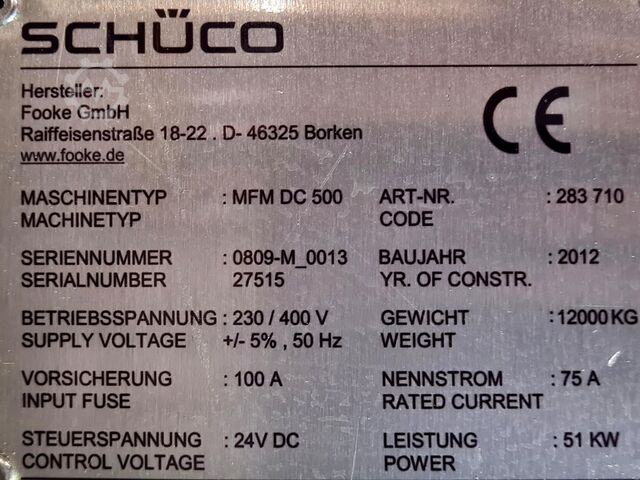 SCHÜCO
Hersteller:
Fooke GmbH
Raiffeisenstraße 18-22 . D- 46325 Borken
www.fooke.de
CE
MASCHINENTYP : MFM DC 500 ART-NR. : 283 710
MACHINETYP CODE
SERIENNUMMER : 0809-M_0013 BAUJAHR : 2012
SERIALNUMBER 27515 YR. OF CONSTR.
BETRIEBSSPANNUNG : 230 / 400 V GEWICHT : 12000 KG
SUPPLY VOLTAGE +/- 5% , 50 Hz WEIGHT
VORSICHERUNG : 100 A NENNSTROM : 75 A
INPUT FUSE RATED CURRENT
STEUERSPANNUNG : 24V DC LEISTUNG : 51 KW
CONTROL VOLTAGE POWER